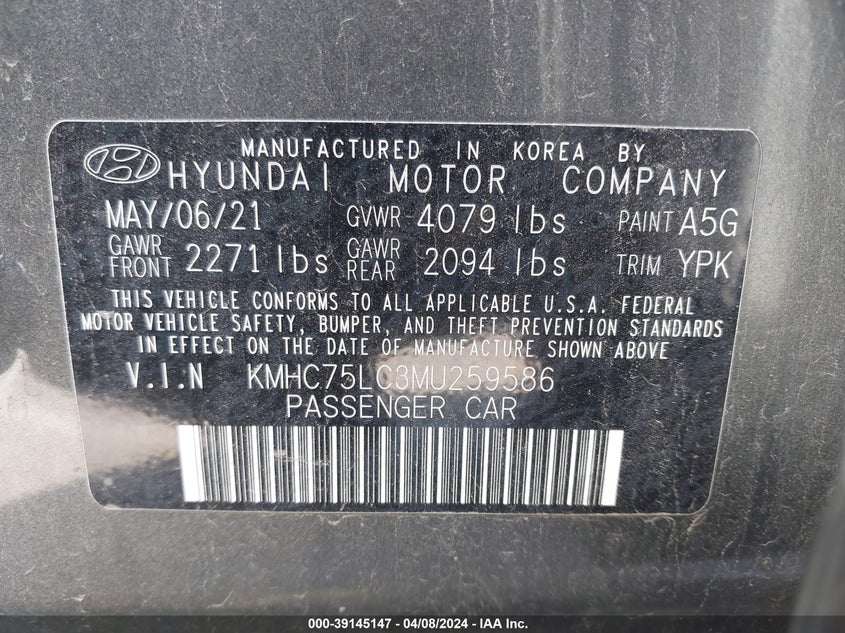 MANUFACTURED IN KOREA BY
HYUNDAI MOTOR COMPANY
MAY/06/21 GVWR 4079 lbs PAINT A5G
GAWR FRONT 2271 lbs GAWR REAR 2094 lbs TRIM YPK
THIS VEHICLE CONFORMS TO ALL APPLICABLE U.S.A. FEDERAL
MOTOR VEHICLE SAFETY, BUMPER, AND THEFT PREVENTION STANDARDS
IN EFFECT ON THE DATE OF MANUFACTURE SHOWN ABOVE
V.I.N KMHC75LC3MU259586
PASSENGER CAR
000-39145147 - 04/08/2024 - IAA Inc.